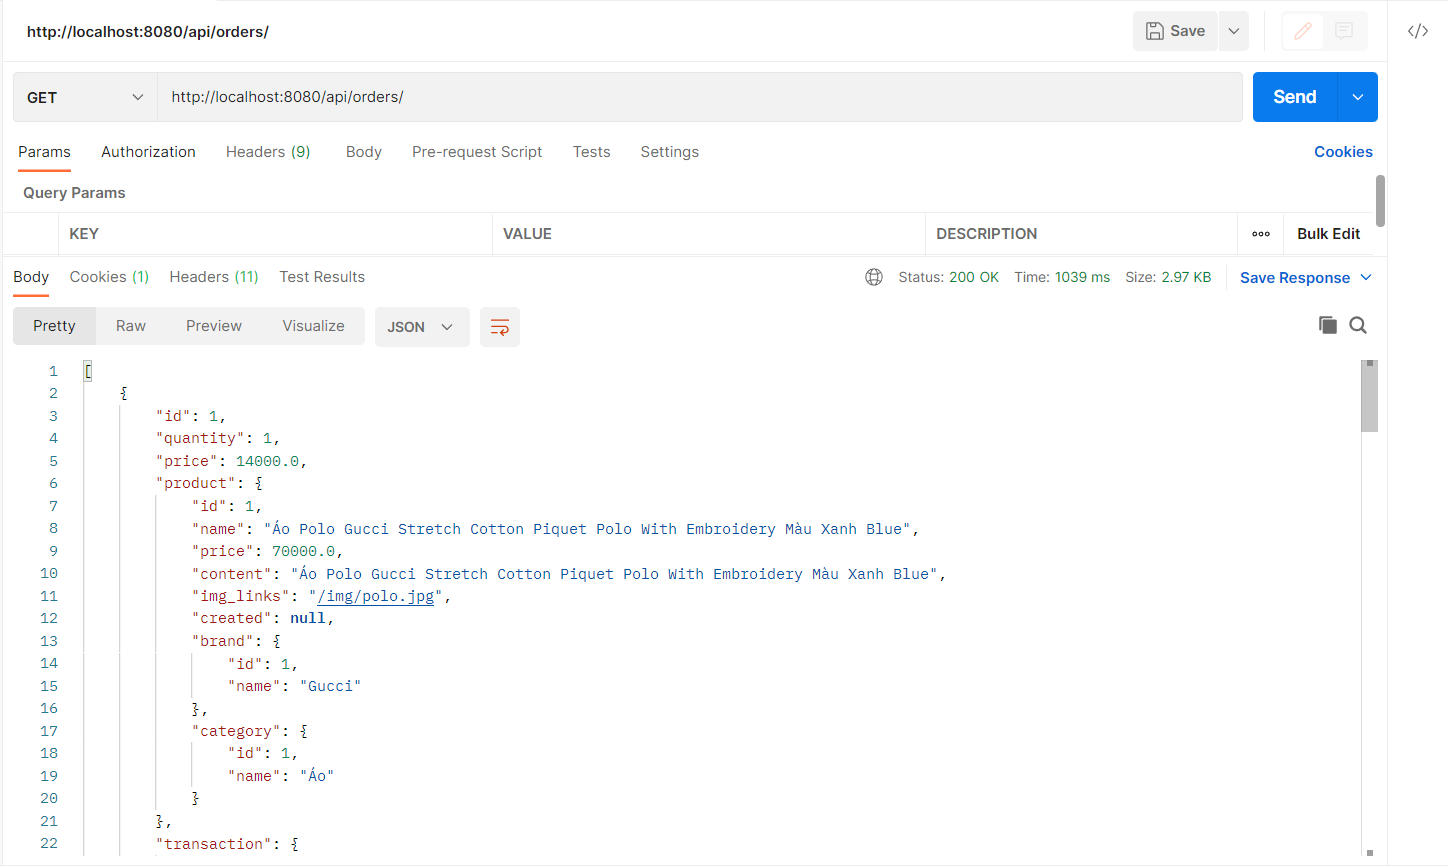 http://localhost:8080/api/orders/
Save
GET http://localhost:8080/api/orders/ Send
Params Authorization Headers (9) Body Pre-request Script Tests Settings Cookies
Query Params
KEY VALUE DESCRIPTION Bulk Edit
Body Cookies (1) Headers (11) Test Results Status: 200 OK Time: 1039 ms Size: 2.97 KB Save Response
Pretty Raw Preview Visualize JSON
1 [
2 {
3 "id": 1,
4 "quantity": 1,
5 "price": 14000.0,
6 "product": {
7 "id": 1,
8 "name": "Áo Polo Gucci Stretch Cotton Piquet Polo With Embroidery Màu Xanh Blue",
9 "price": 70000.0,
10 "content": "Áo Polo Gucci Stretch Cotton Piquet Polo With Embroidery Màu Xanh Blue",
11 "img_links": "/img/polo.jpg",
12 "created": null,
13 "brand": {
14 "id": 1,
15 "name": "Gucci"
16 },
17 "category": {
18 "id": 1,
19 "name": "Áo"
20 }
21 },
22 "transaction": {